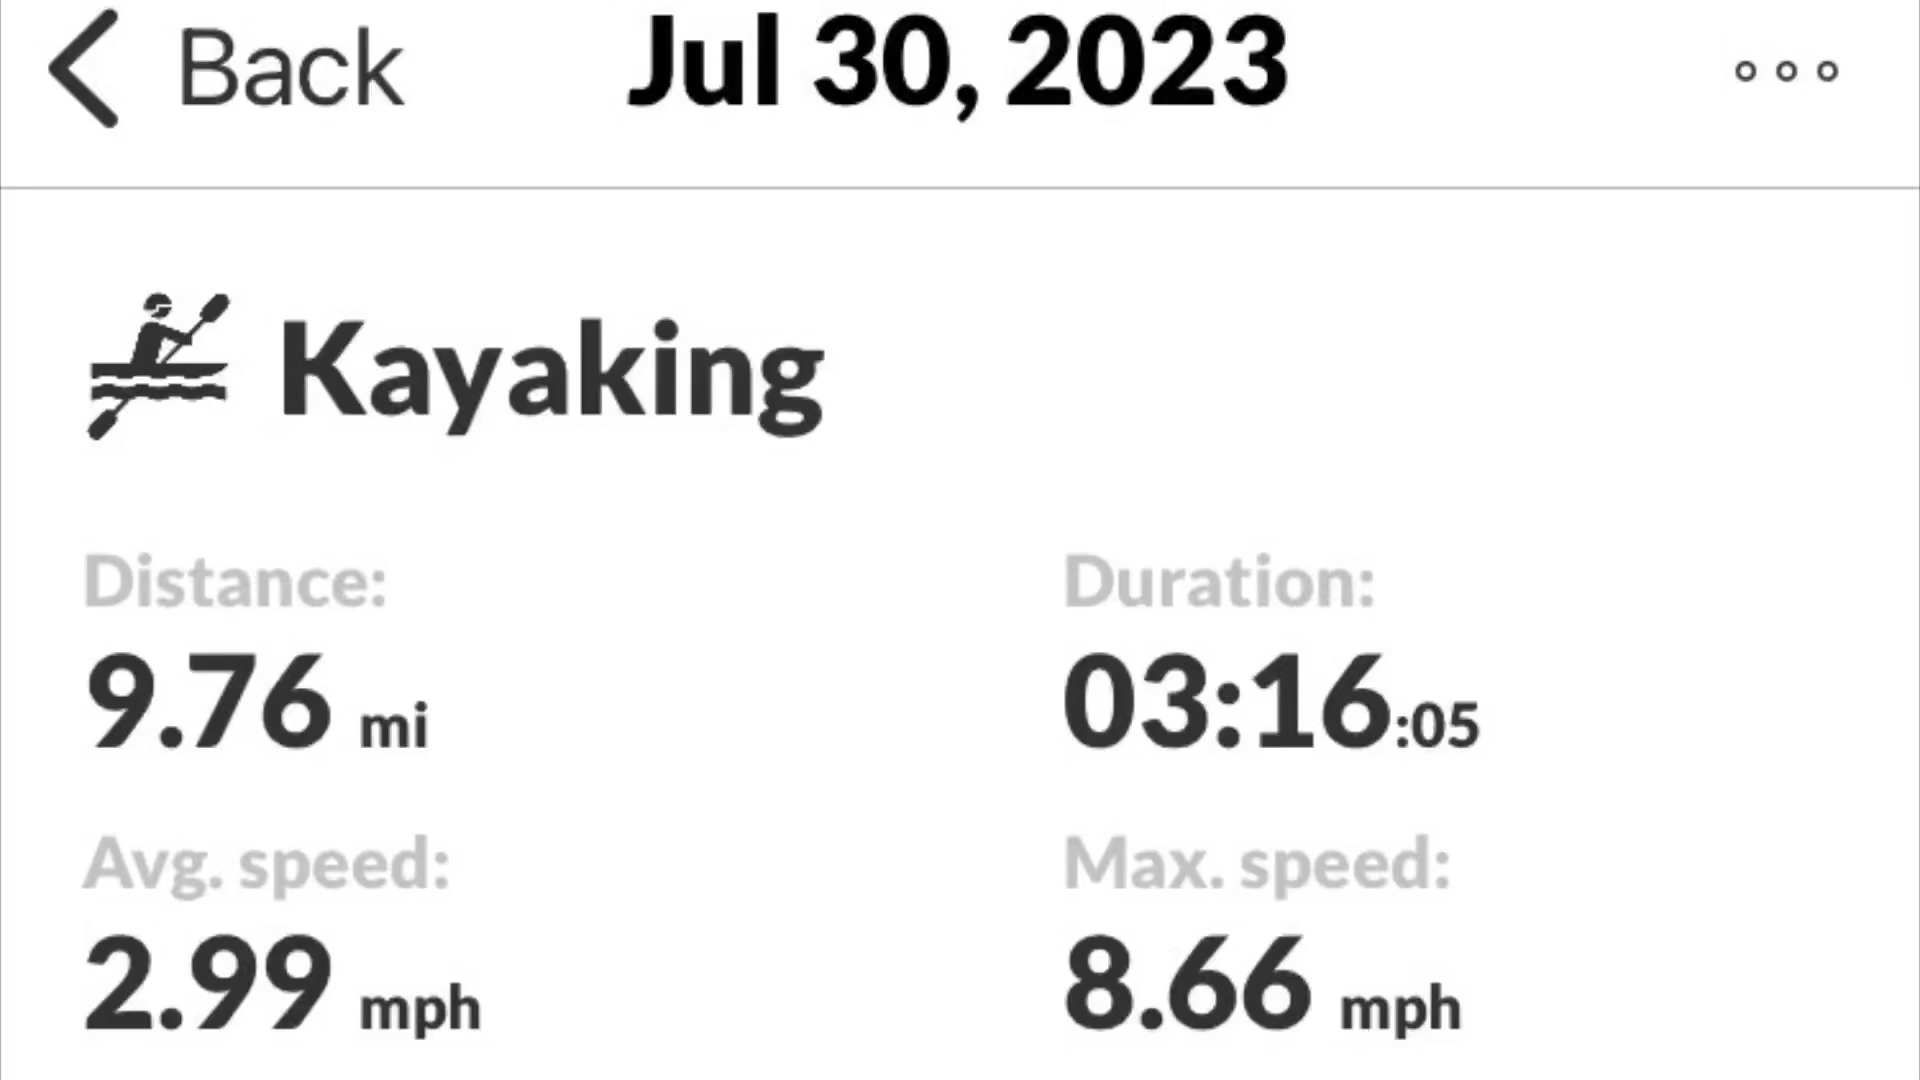 Back Jul 30, 2023
Kayaking
Distance: Duration:
9.76 mi 03:16:05
Avg. speed: Max. speed:
2.99 mph 8.66 mph